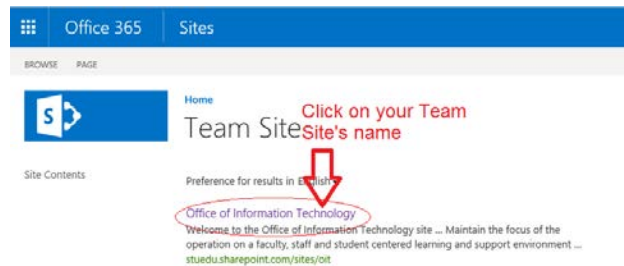 Office 365 Sites
BROWSE PAGE
S
Home
Team Site
Click on your Team
Site's name
Site Contents
Preference for results in English
Office of Information Technology
Welcome to the Office of Information Technology site ... Maintain the focus of the
operation on a faculty, staff and student centered learning and support environment ...
stuedu.sharepoint.com/sites/oit